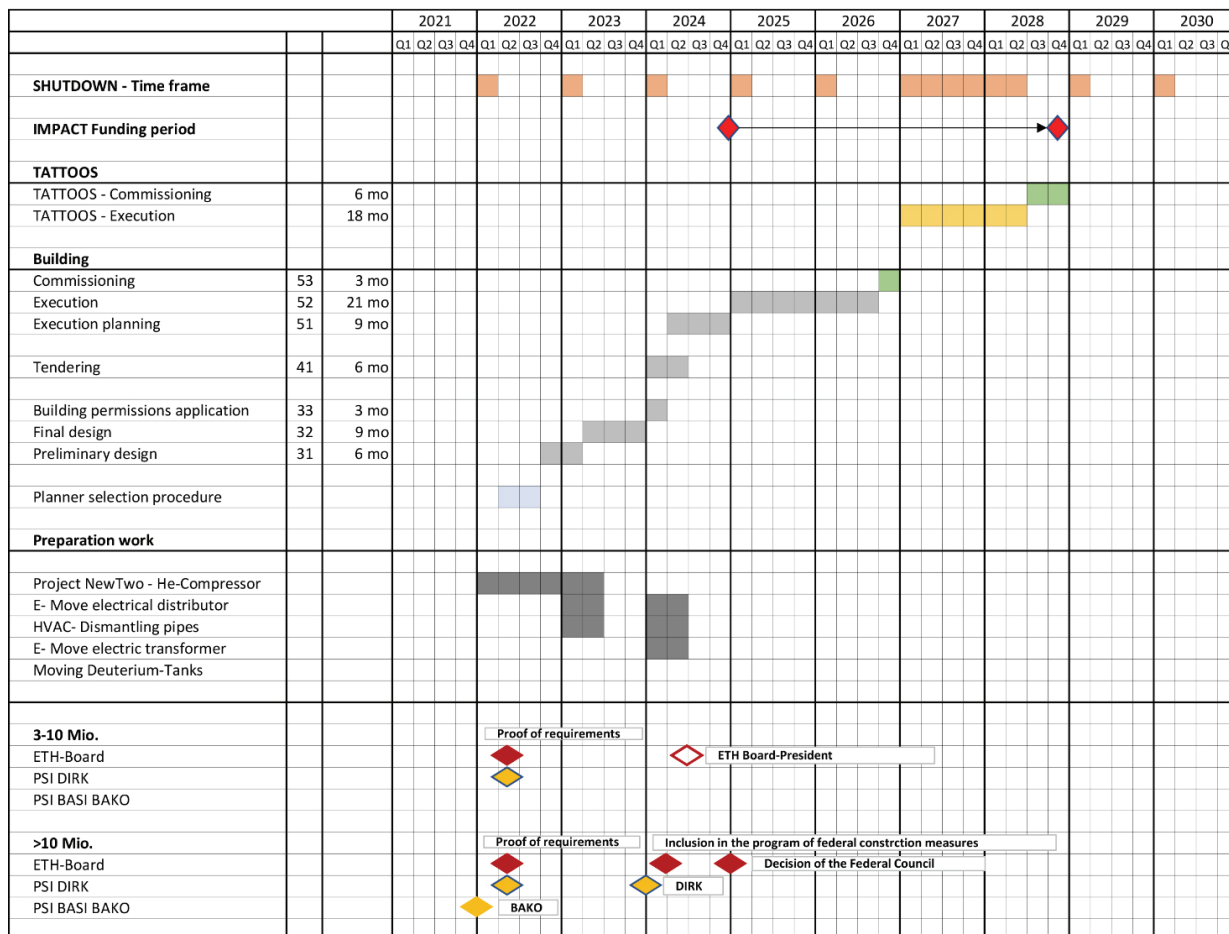 2021 2022 2023 2024 2025 2026 2027 2028 2029 2030
Q1 Q2 Q3 Q4 Q1 Q2 Q3 Q4 Q1 Q2 Q3 Q4 Q1 Q2 Q3 Q4 Q1 Q2 Q3 Q4 Q1 Q2 Q3 Q4 Q1 Q2 Q3 Q4 Q1 Q2 Q3 Q4 Q1 Q2 Q3 Q4 Q1 Q2 Q3 Q
SHUTDOWN - Time frame
IMPACT Funding period
TATTOOS
TATTOOS - Commissioning 6 mo
TATTOOS - Execution 18 mo
Building
Commissioning 53 3 mo
Execution 52 21 mo
Execution planning 51 9 mo
Tendering 41 6 mo
Building permissions application 33 3 mo
Final design 32 9 mo
Preliminary design 31 6 mo
Planner selection procedure
Preparation work
Project NewTwo - He-Compressor
E- Move electrical distributor
HVAC- Dismantling pipes
E- Move electric transformer
Moving Deuterium-Tanks
3-10 Mio. Proof of requirements
ETH-Board ETH Board-President
PSI DIRK
PSI BASI BAKO
>10 Mio. Proof of requirements Inclusion in the program of federal constrction measures
ETH-Board Decision of the Federal Council
PSI DIRK DIRK
PSI BASI BAKO BAKO